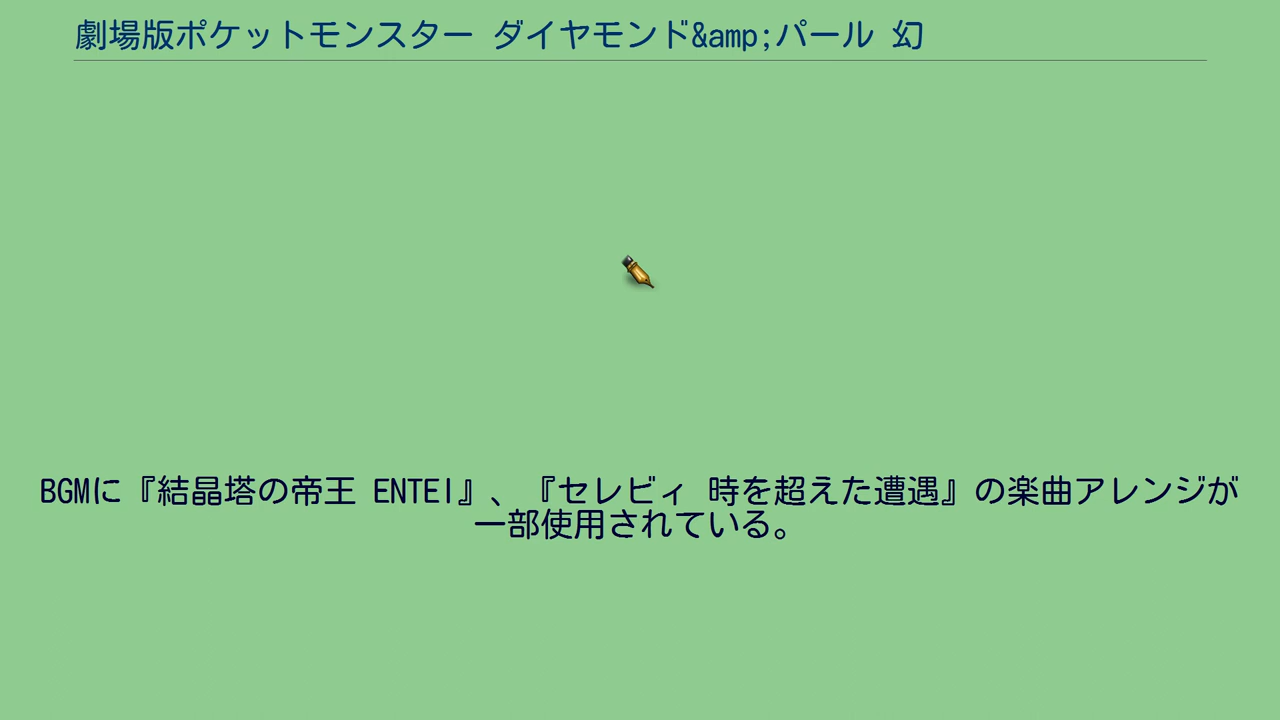 劇場版ポケットモンスター ダイヤモンド&amp;パール 幻
BGMに『結晶塔の帝王 ENTEI』、『セレビィ 時を超えた遭遇』の楽曲アレンジが
一部使用されている。